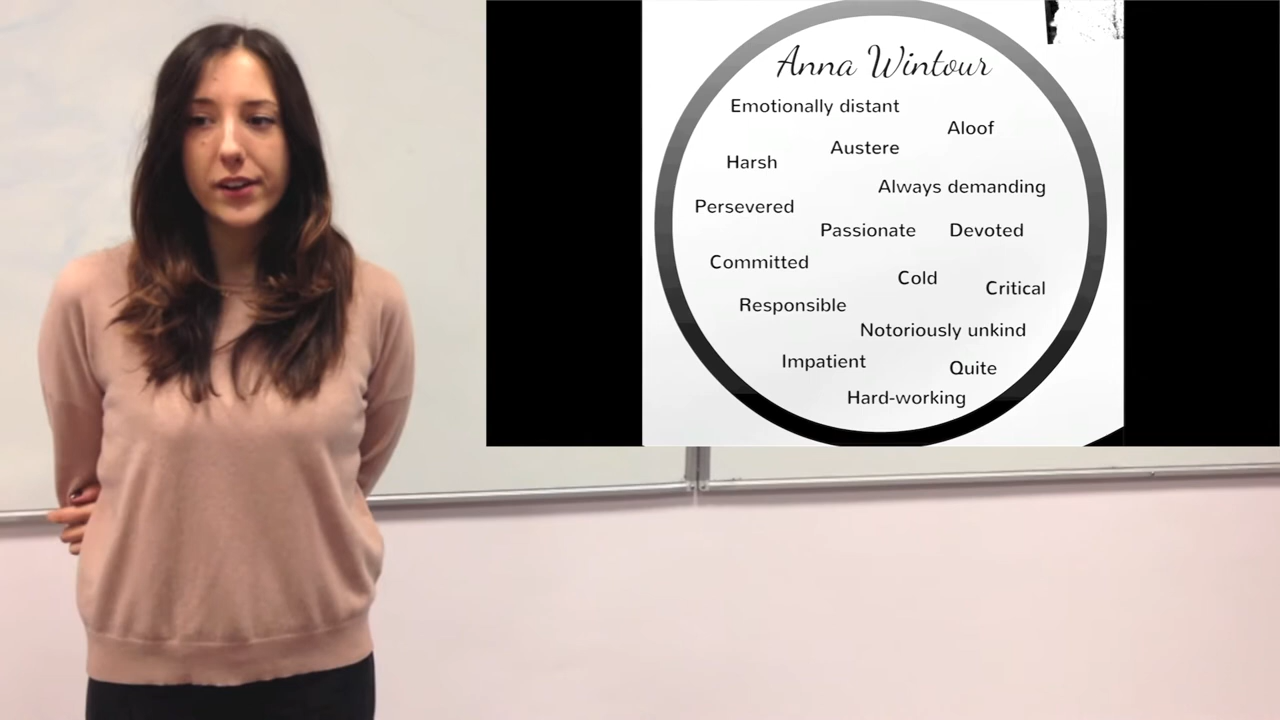 Anna Wintour
Emotionally distant
Aloof
Austere
Harsh
Always demanding
Persevered
Passionate Devoted
Committed
Cold
Critical
Responsible
Notoriously unkind
Impatient
Quite
Hard-working